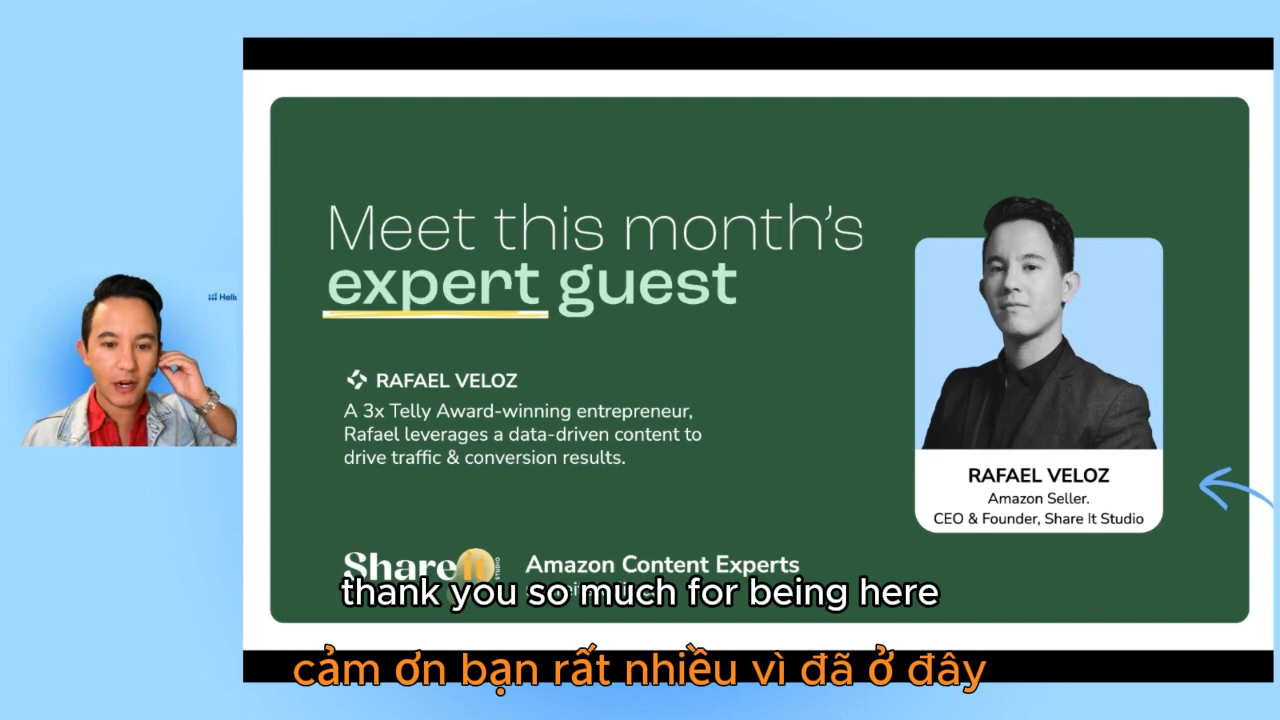 Meet this month's
expert guest
RAFAEL VELOZ
A 3x Telly Award-winning entrepreneur,
Rafael leverages a data-driven content to
drive traffic & conversion results.
RAFAEL VELOZ
Amazon Seller.
CEO & Founder, Share It Studio
Share It STUDIO
Amazon Content Experts
thank you so much for being here
cảm ơn bạn rất nhiều vì đã ở đây